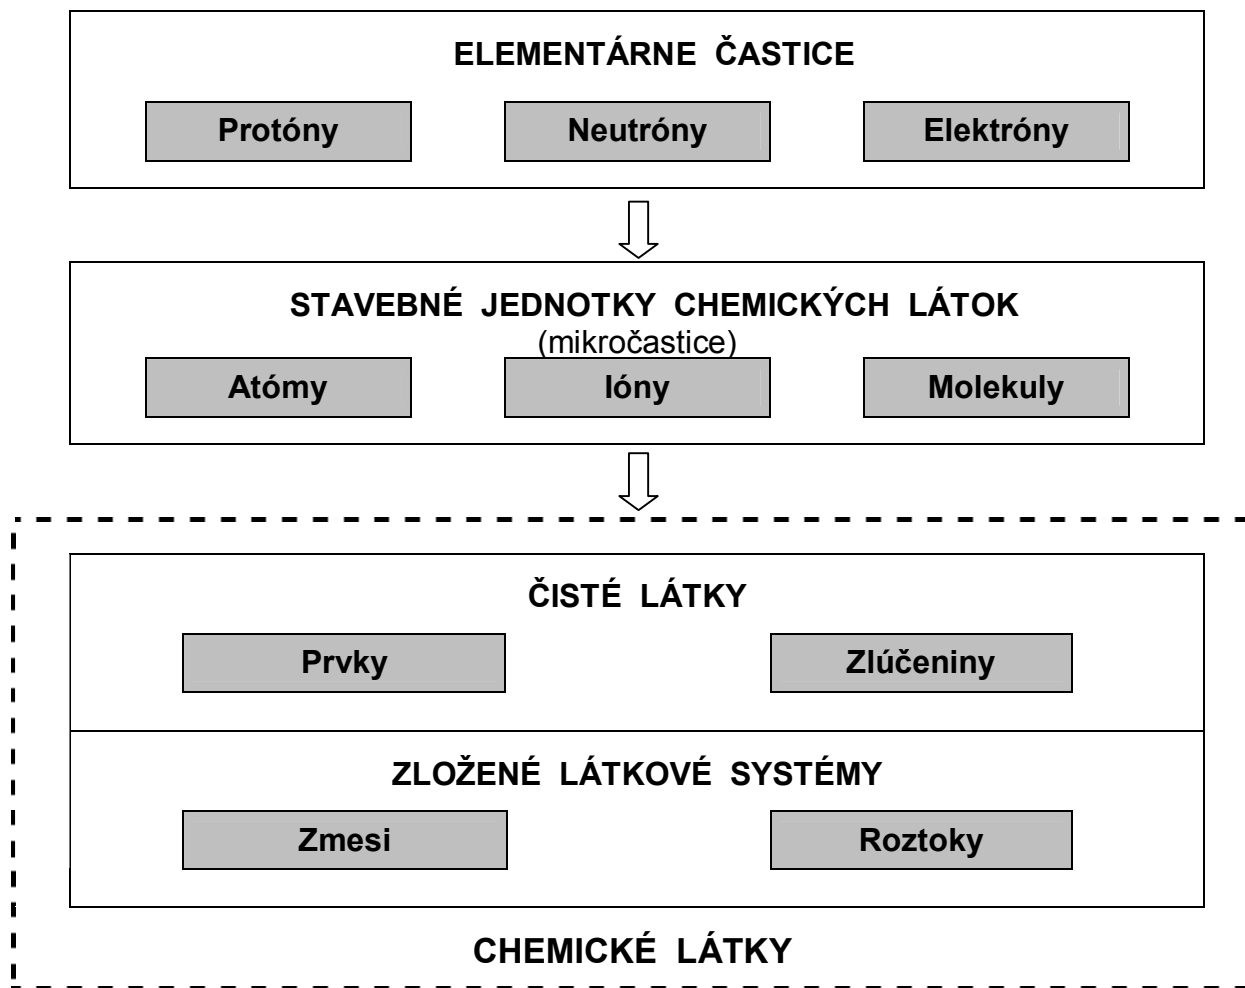 ELEMENTÁRNE ČASTICE
Protóny Neutróny Elektróny
STAVEBNÉ JEDNOTKY CHEMICKÝCH LÁTOK
(mikročastice)
Atómy Ióny Molekuly
ČISTÉ LÁTKY
Prvky Zlúčeniny
ZLOŽENÉ LÁTKOVÉ SYSTÉMY
Zmesi Roztoky
CHEMICKÉ LÁTKY